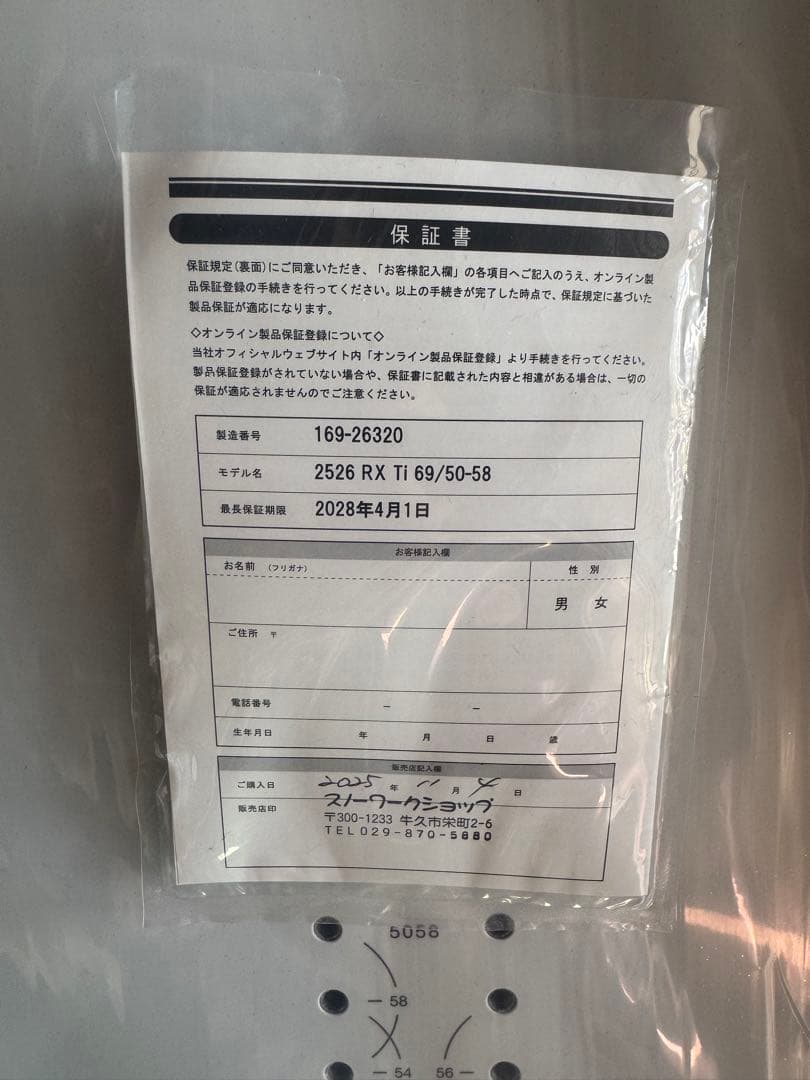 保証書
保証規定(裏面)にご同意いただき、「お客様記入欄」の各項目へご記入のうえ、オンライン製
品保証登録の手続きを行ってください。以上の手続きが完了した時点で、保証規定に基づいた
製品保証が適応になります。
◇オンライン製品保証登録について◇
当社オフィシャルウェブサイト内「オンライン製品保証登録」より手続きを行ってください。
製品保証登録がされていない場合や、保証書に記載された内容と相違がある場合は、一切の
保証が適応されませんのでご注意ください。
製造番号 169-26320
モデル名 2526 RX Ti 69/50-58
最長保証期限 2028年4月1日
お客様記入欄
お名前 (フリガナ) 性 別
男 女
ご住所 〒
電話番号 － －
生年月日 年 月 日 歳
販売店記入欄
ご購入日 2025 年 11 月 4 日
販売店印 スノーワークショップ
〒300-1233 牛久市栄町2-6
TEL029-870-5880
5058
58
54 56